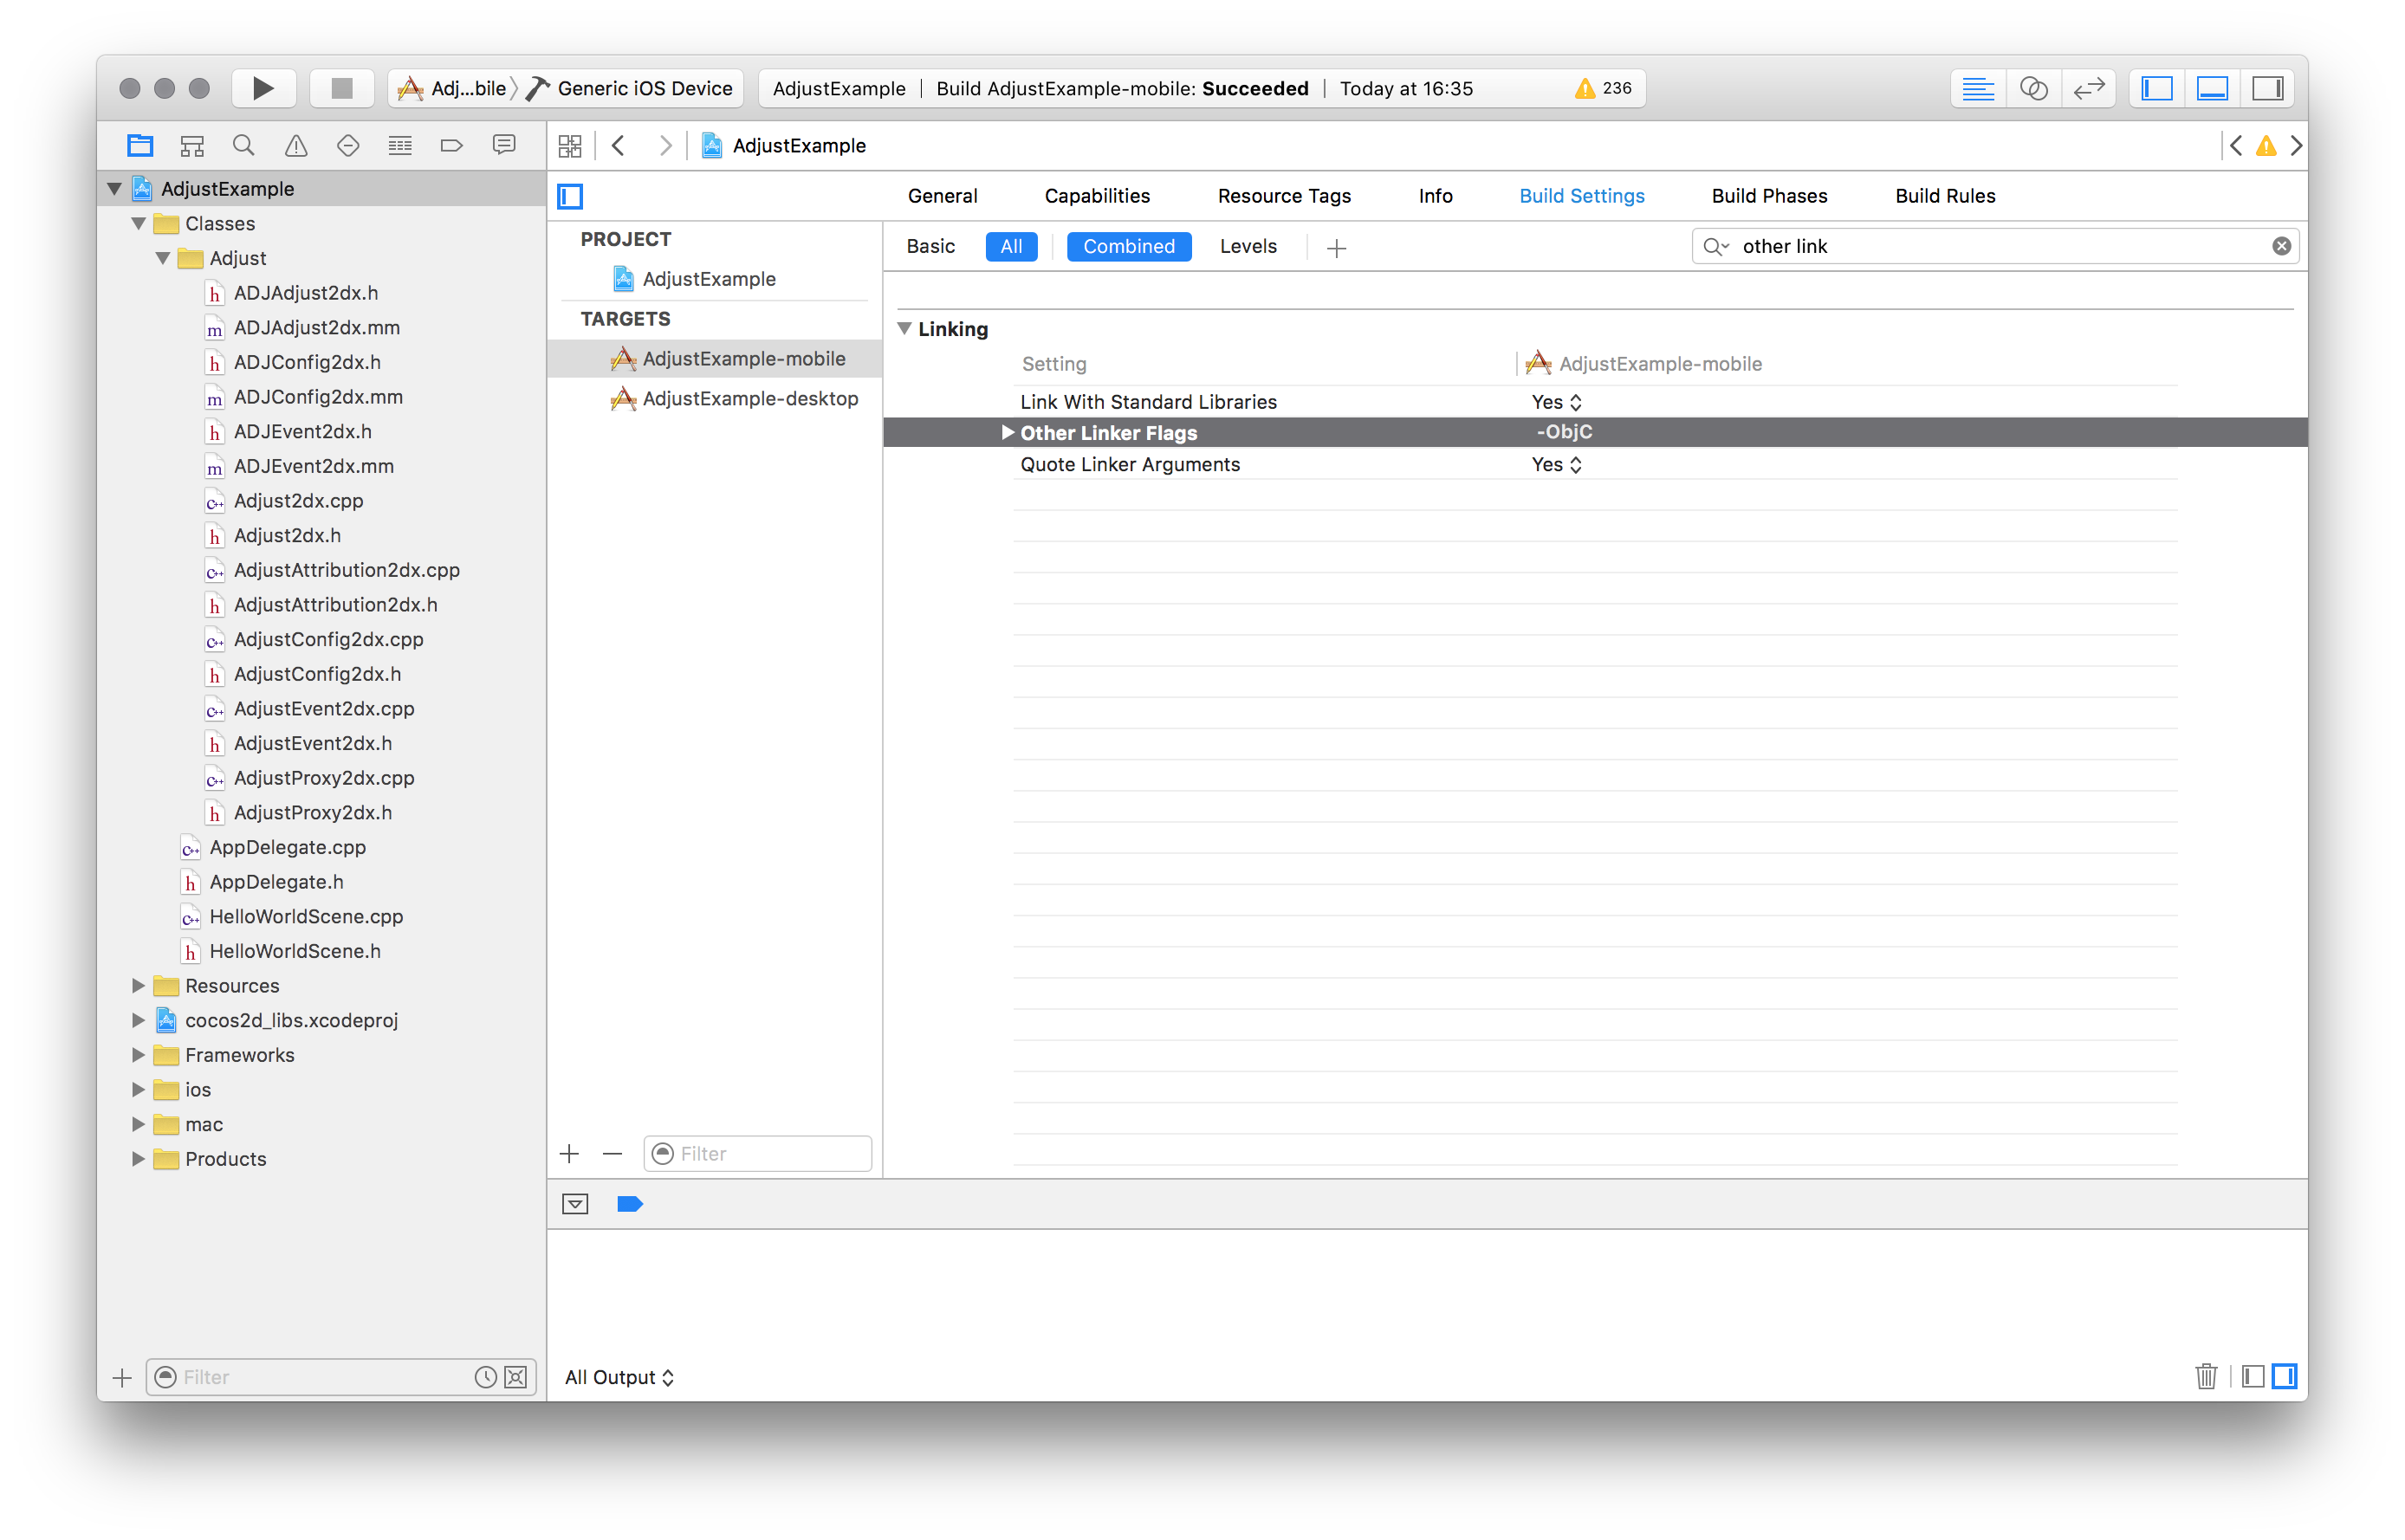 Adj...bile
Generic iOS Device
AdjustExample | Build AdjustExample-mobile: Succeeded | Today at 16:35
236
AdjustExample
AdjustExample
Classes
Adjust
ADJAdjust2dx.h
ADJAdjust2dx.mm
ADJConfig2dx.h
ADJConfig2dx.mm
ADJEvent2dx.h
ADJEvent2dx.mm
Adjust2dx.cpp
Adjust2dx.h
AdjustAttribution2dx.cpp
AdjustAttribution2dx.h
AdjustConfig2dx.cpp
AdjustConfig2dx.h
AdjustEvent2dx.cpp
AdjustEvent2dx.h
AdjustProxy2dx.cpp
AdjustProxy2dx.h
AppDelegate.cpp
AppDelegate.h
HelloWorldScene.cpp
HelloWorldScene.h
Resources
cocos2d_libs.xcodeproj
Frameworks
ios
mac
Products
Filter
General Capabilities Resource Tags Info Build Settings Build Phases Build Rules
PROJECT
AdjustExample
TARGETS
AdjustExample-mobile
AdjustExample-desktop
Filter
Basic All Combined Levels
other link
Linking
Setting AdjustExample-mobile
Link With Standard Libraries Yes
Other Linker Flags -ObjC
Quote Linker Arguments Yes
All Output